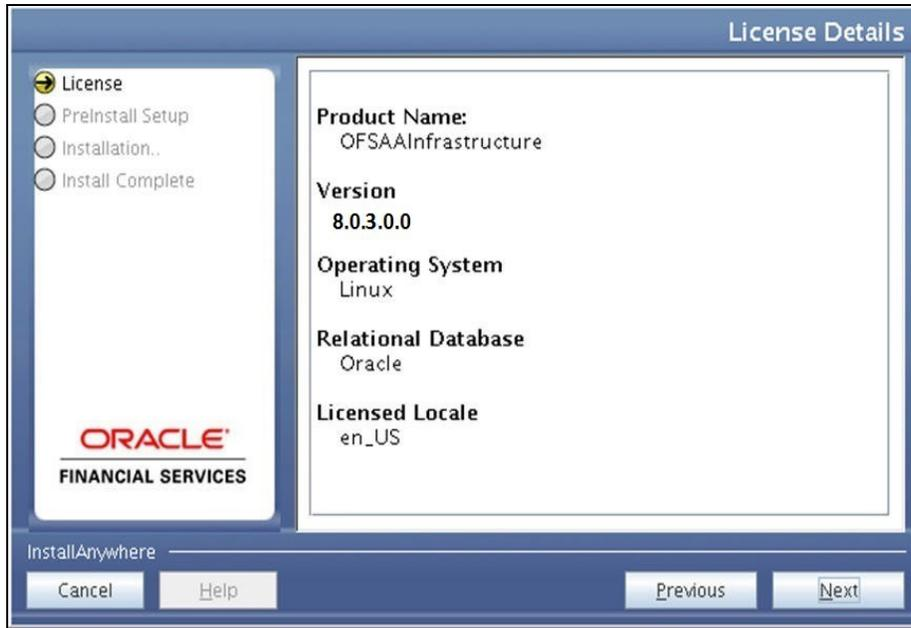 License Details
License
PreInstall Setup
Installation..
Install Complete
ORACLE
FINANCIAL SERVICES
Product Name:
OFSAAInfrastructure
Version
8.0.3.0.0
Operating System
Linux
Relational Database
Oracle
Licensed Locale
en_US
InstallAnywhere
Cancel
Help
Previous
Next